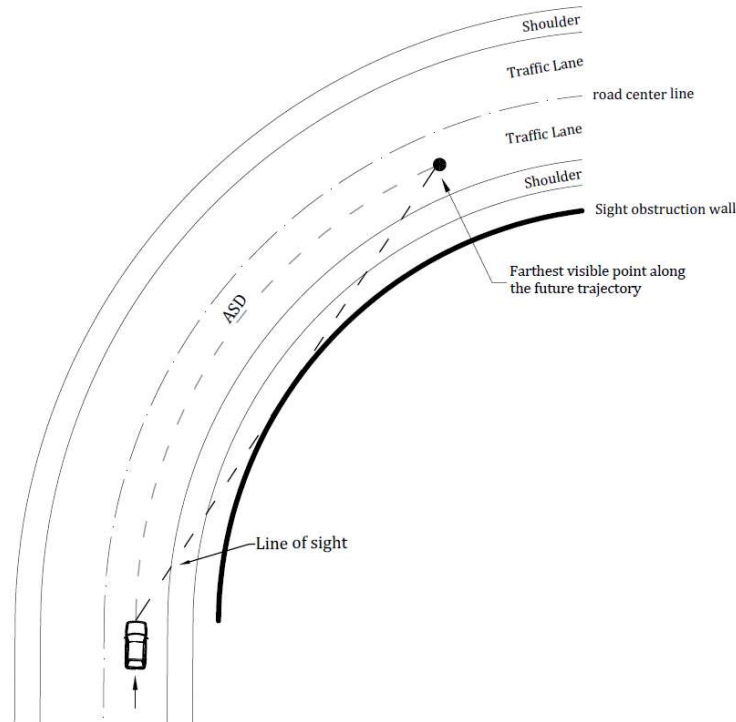 Shoulder
Traffic Lane
road center line
Traffic Lane
Shoulder
Sight obstruction wall
Farthest visible point along
the future trajectory
ASD
Line of sight